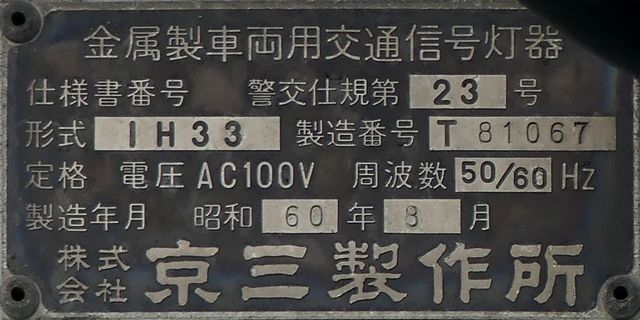 金属製車両用交通信号灯器
仕様書番号 警交仕規第 23 号
形式 1H33 製造番号 T 81067
定格 電圧 AC100V 周波数 50/60 Hz
製造年月 昭和 60 年 8 月
株式会社 京三製作所